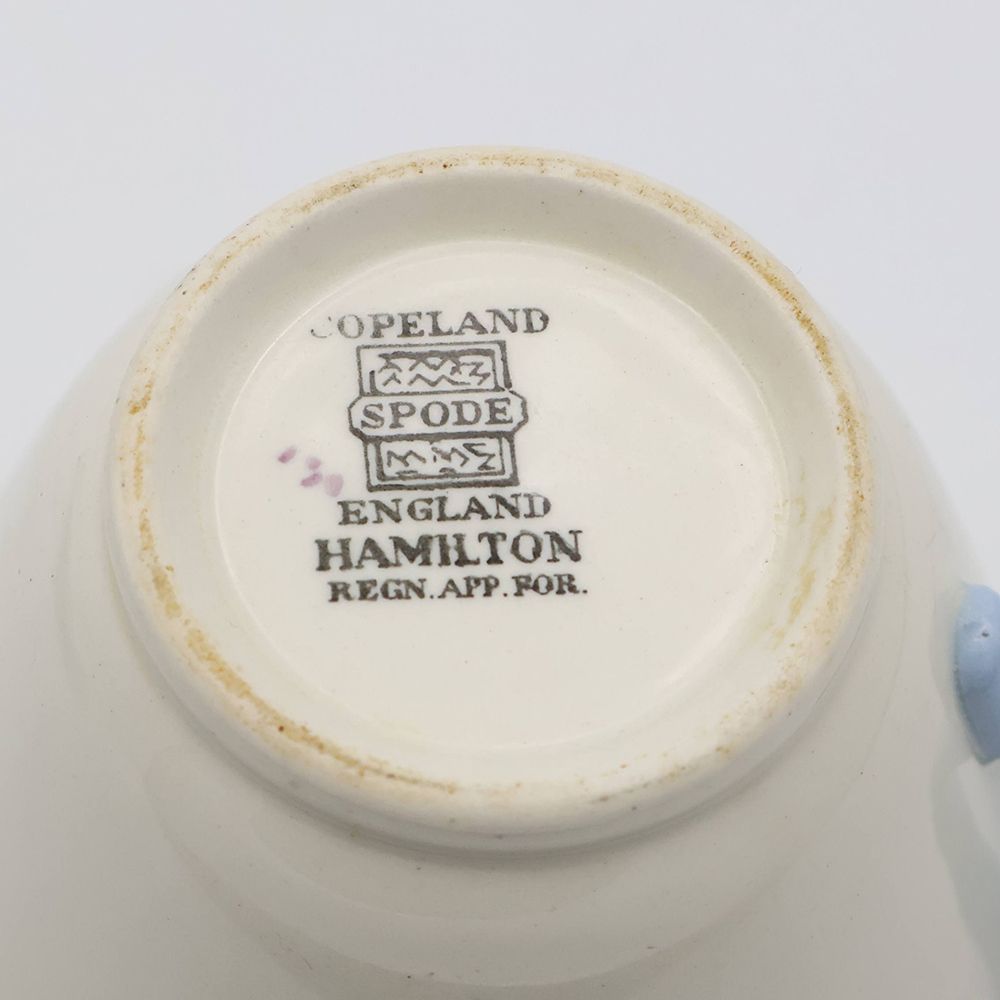 COPELAND
SPODE
ENGLAND
HAMILTON
REGN.APP.FOR.